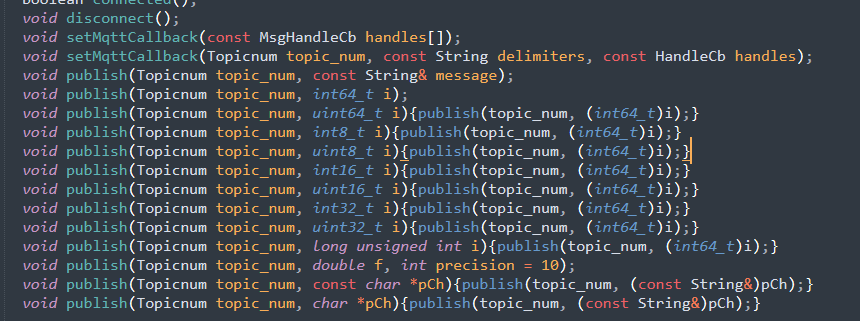 boolean connected();
void disconnect();
void setMqttCallback(const MsgHandleCb handles[]);
void setMqttCallback(Topicnum topic_num, const String delimiters, const HandleCb handles);
void publish(Topicnum topic_num, const String& message);
void publish(Topicnum topic_num, int64_t i);
void publish(Topicnum topic_num, uint64_t i){publish(topic_num, (int64_t)i);}
void publish(Topicnum topic_num, int8_t i){publish(topic_num, (int64_t)i);}
void publish(Topicnum topic_num, uint8_t i){publish(topic_num, (int64_t)i);}
void publish(Topicnum topic_num, int16_t i){publish(topic_num, (int64_t)i);}
void publish(Topicnum topic_num, uint16_t i){publish(topic_num, (int64_t)i);}
void publish(Topicnum topic_num, int32_t i){publish(topic_num, (int64_t)i);}
void publish(Topicnum topic_num, uint32_t i){publish(topic_num, (int64_t)i);}
void publish(Topicnum topic_num, long unsigned int i){publish(topic_num, (int64_t)i);}
void publish(Topicnum topic_num, double f, int precision = 10);
void publish(Topicnum topic_num, const char *pCh){publish(topic_num, (const String&)pCh);}
void publish(Topicnum topic_num, char *pCh){publish(topic_num, (const String&)pCh);}